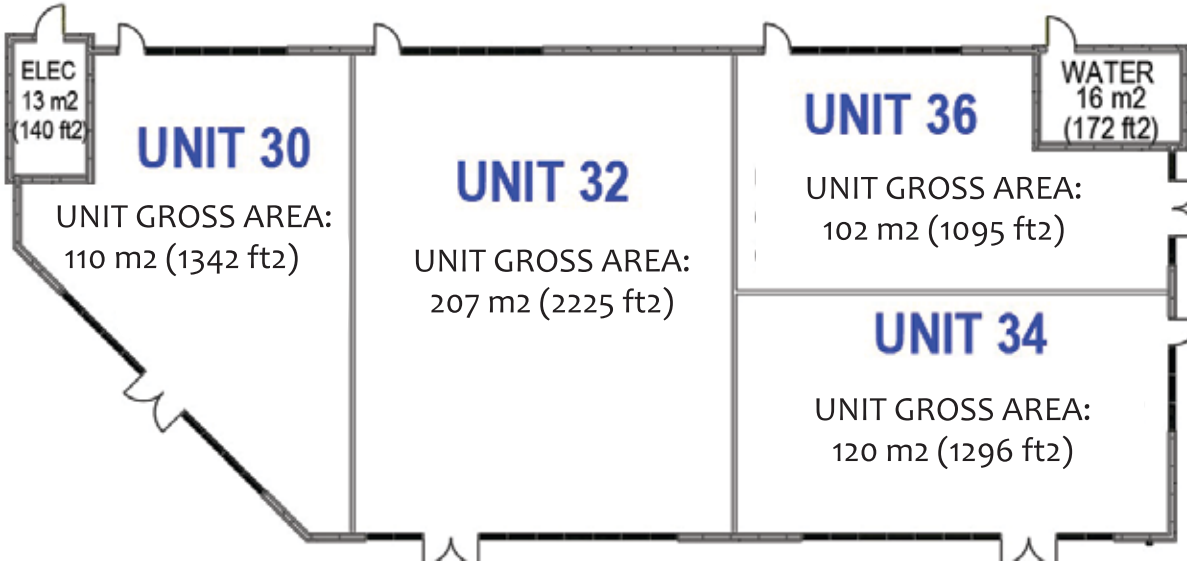 ELEC
13 m2
(140 ft2)
UNIT 30
UNIT GROSS AREA:
110 m2 (1342 ft2)
UNIT 32
UNIT GROSS AREA:
207 m2 (2225 ft2)
UNIT 36
UNIT GROSS AREA:
102 m2 (1095 ft2)
WATER
16 m2
(172 ft2)
UNIT 34
UNIT GROSS AREA:
120 m2 (1296 ft2)